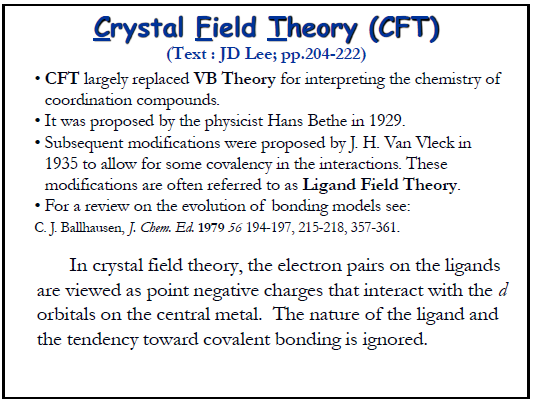 Crystal Field Theory (CFT)
(Text : JD Lee; pp.204-222)
• CFT largely replaced VB Theory for interpreting the chemistry of
coordination compounds.
• It was proposed by the physicist Hans Bethe in 1929.
• Subsequent modifications were proposed by J. H. Van Vleck in
1935 to allow for some covalency in the interactions. These
modifications are often referred to as Ligand Field Theory.
• For a review on the evolution of bonding models see:
C. J. Ballhausen, J. Chem. Ed. 1979 56 194-197, 215-218, 357-361.
In crystal field theory, the electron pairs on the ligands
are viewed as point negative charges that interact with the d
orbitals on the central metal. The nature of the ligand and
the tendency toward covalent bonding is ignored.